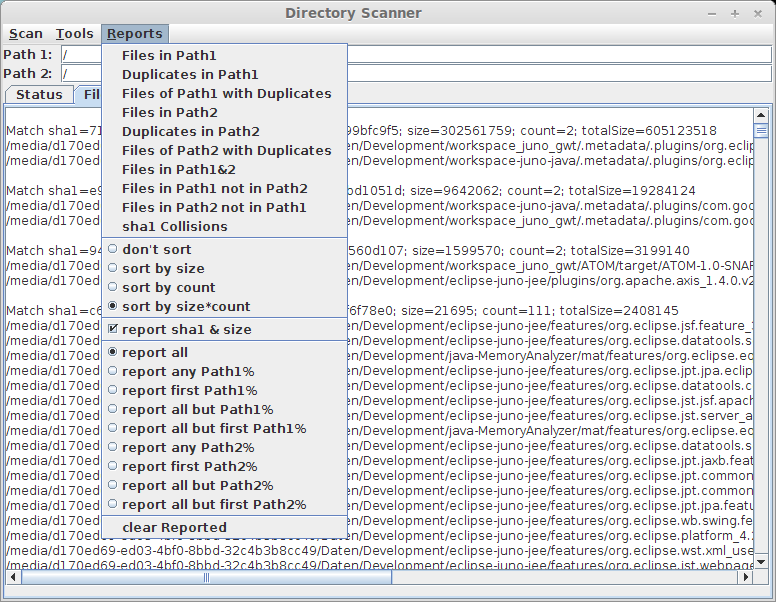 Directory Scanner
Scan Tools Reports
Path 1: /
Path 2: /
Status Fil
Files in Path1
Duplicates in Path1
Files of Path1 with Duplicates
Files in Path2
Duplicates in Path2
Files of Path2 with Duplicates
Files in Path1&2
Files in Path1 not in Path2
Files in Path2 not in Path1
sha1 Collisions
don't sort
sort by size
sort by count
sort by size*count
report sha1 & size
report all
report any Path1%
report first Path1%
report all but Path1%
report all but first Path1%
report any Path2%
report first Path2%
report all but Path2%
report all but first Path2%
clear Reported
Match sha1=71 99bfc9f5; size=302561759; count=2; totalSize=605123518
/media/d170ed en/Development/workspace_juno_gwt/.metadata/.plugins/org.eclip
/media/d170ed en/Development/workspace_juno-java/.metadata/.plugins/org.eclip
Match sha1=e9 bd1051d; size=9642062; count=2; totalSize=19284124
/media/d170ed en/Development/workspace_juno-java/.metadata/.plugins/com.goo
/media/d170ed en/Development/workspace_juno_gwt/.metadata/.plugins/com.goo
Match sha1=94 560d107; size=1599570; count=2; totalSize=3199140
/media/d170ed en/Development/workspace_juno_gwt/ATOM/target/ATOM-1.0-SNAP
/media/d170ed en/Development/eclipse-juno-jee/plugins/org.apache.axis_1.4.0.v2
Match sha1=c6 f6f78e0; size=21695; count=111; totalSize=2408145
/media/d170ed en/Development/eclipse-juno-jee/features/org.eclipse.jsf.feature_
/media/d170ed en/Development/eclipse-juno-jee/features/org.eclipse.datatools.s
/media/d170ed en/Development/java-MemoryAnalyzer/mat/features/org.eclipse.ec
/media/d170ed en/Development/eclipse-juno-jee/features/org.eclipse.jpt.jpa.eclip
/media/d170ed en/Development/eclipse-juno-jee/features/org.eclipse.datatools.c
/media/d170ed en/Development/eclipse-juno-jee/features/org.eclipse.jst.jsf.apach
/media/d170ed en/Development/eclipse-juno-jee/features/org.eclipse.jst.server_a
/media/d170ed en/Development/java-MemoryAnalyzer/mat/features/org.eclipse.ec
/media/d170ed en/Development/eclipse-juno-jee/features/org.eclipse.datatools.s
/media/d170ed en/Development/eclipse-juno-jee/features/org.eclipse.jpt.jaxb.feat
/media/d170ed en/Development/eclipse-juno-jee/features/org.eclipse.jpt.common
/media/d170ed en/Development/eclipse-juno-jee/features/org.eclipse.jpt.common
/media/d170ed en/Development/eclipse-juno-jee/features/org.eclipse.jpt.jpa.featu
/media/d170ed en/Development/eclipse-juno-jee/features/org.eclipse.wb.swing.fe
/media/d170ed en/Development/eclipse-juno-jee/features/org.eclipse.platform_4.
/media/d170ed69-ed03-4bf0-8bbd-32c4b3b8cc49/Daten/Development/eclipse-juno-jee/features/org.eclipse.wst.xml_use
/media/d170ed69-ed03-4bf0-8bbd-32c4b3b8cc49/Daten/Development/eclipse-juno-jee/features/org.eclipse.jst.webpage